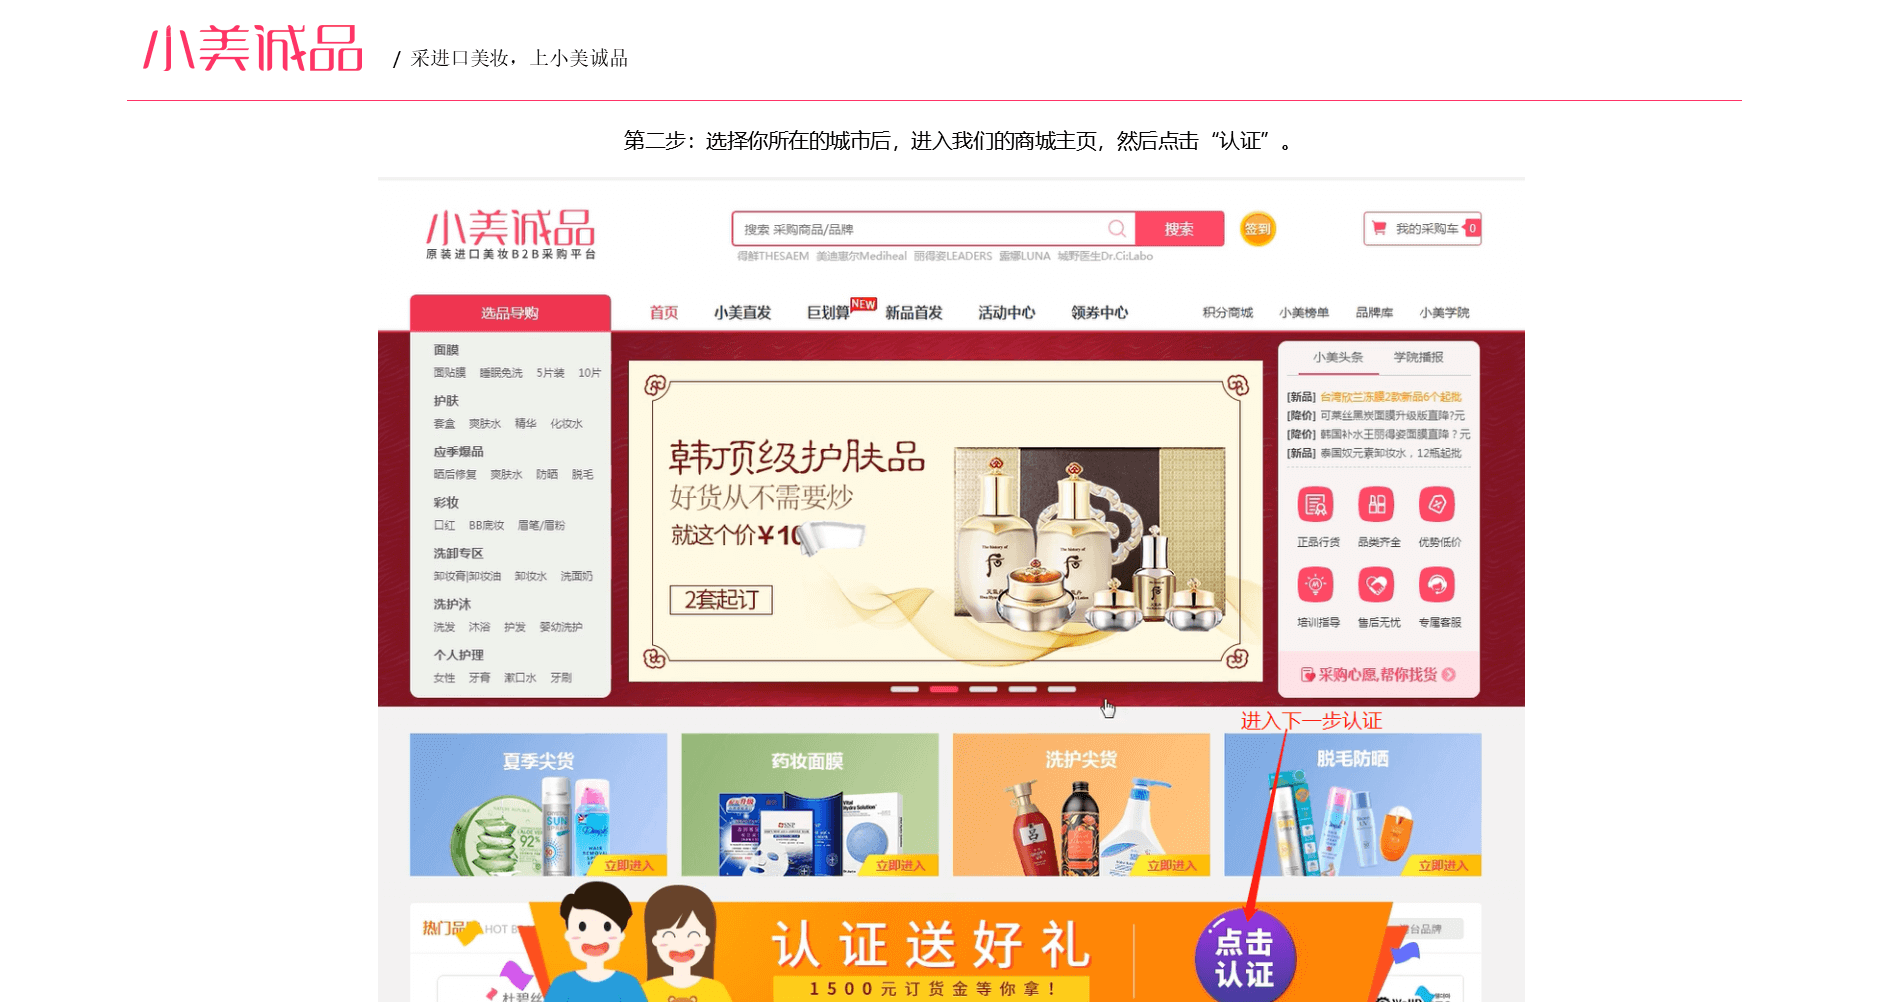 小美诚品 / 采进口美妆，上小美诚品
第二步：选择你所在的城市后，进入我们的商城主页，然后点击“认证”。
小美诚品
原装进口美妆B2B采购平台
搜索 采购商品/品牌
搜索
签到
我的采购车 0
得鲜THESAEM 美迪惠尔Mediheal 丽得姿LEADERS 露娜LUNA 城野医生Dr.Ci:Labo
选品导购
首页 小美直发 巨划算 NEW 新品首发 活动中心 领券中心
积分商城 小美榜单 品牌库 小美学院
面膜
面贴膜 睡眠免洗 5片装 10片
护肤
套盒 爽肤水 精华 化妆水
应季爆品
晒后修复 爽肤水 防晒 脱毛
彩妆
口红 BB底妆 眉笔/眉粉
洗卸专区
卸妆膏|卸妆油 卸妆水 洗面奶
洗护沐
洗发 沐浴 护发 婴幼洗护
个人护理
女性 牙膏 漱口水 牙刷
韩顶级护肤品
好货从不需要炒
就这个价¥10
2套起订
The history of
The history of
小美头条 学院播报
[新品] 台湾欣兰冻膜2款新品6个起批
[降价] 可莱丝黑炭面膜升级版直降?元
[降价] 韩国补水王丽得姿面膜直降？元
[新品] 泰国奴元素卸妆水，12瓶起批
正品行货 品类齐全 优势低价
培训指导 售后无忧 专属客服
采购心愿,帮你找货
进入下一步认证
夏季尖货
92%
SUN
立即进入
药妆面膜
SNP
立即进入
洗护尖货
吕
立即进入
脱毛防晒
立即进入
热门品
HOT B
台品牌
认证送好礼
1500元订货金等你拿！
点击
认证
杜碧丝